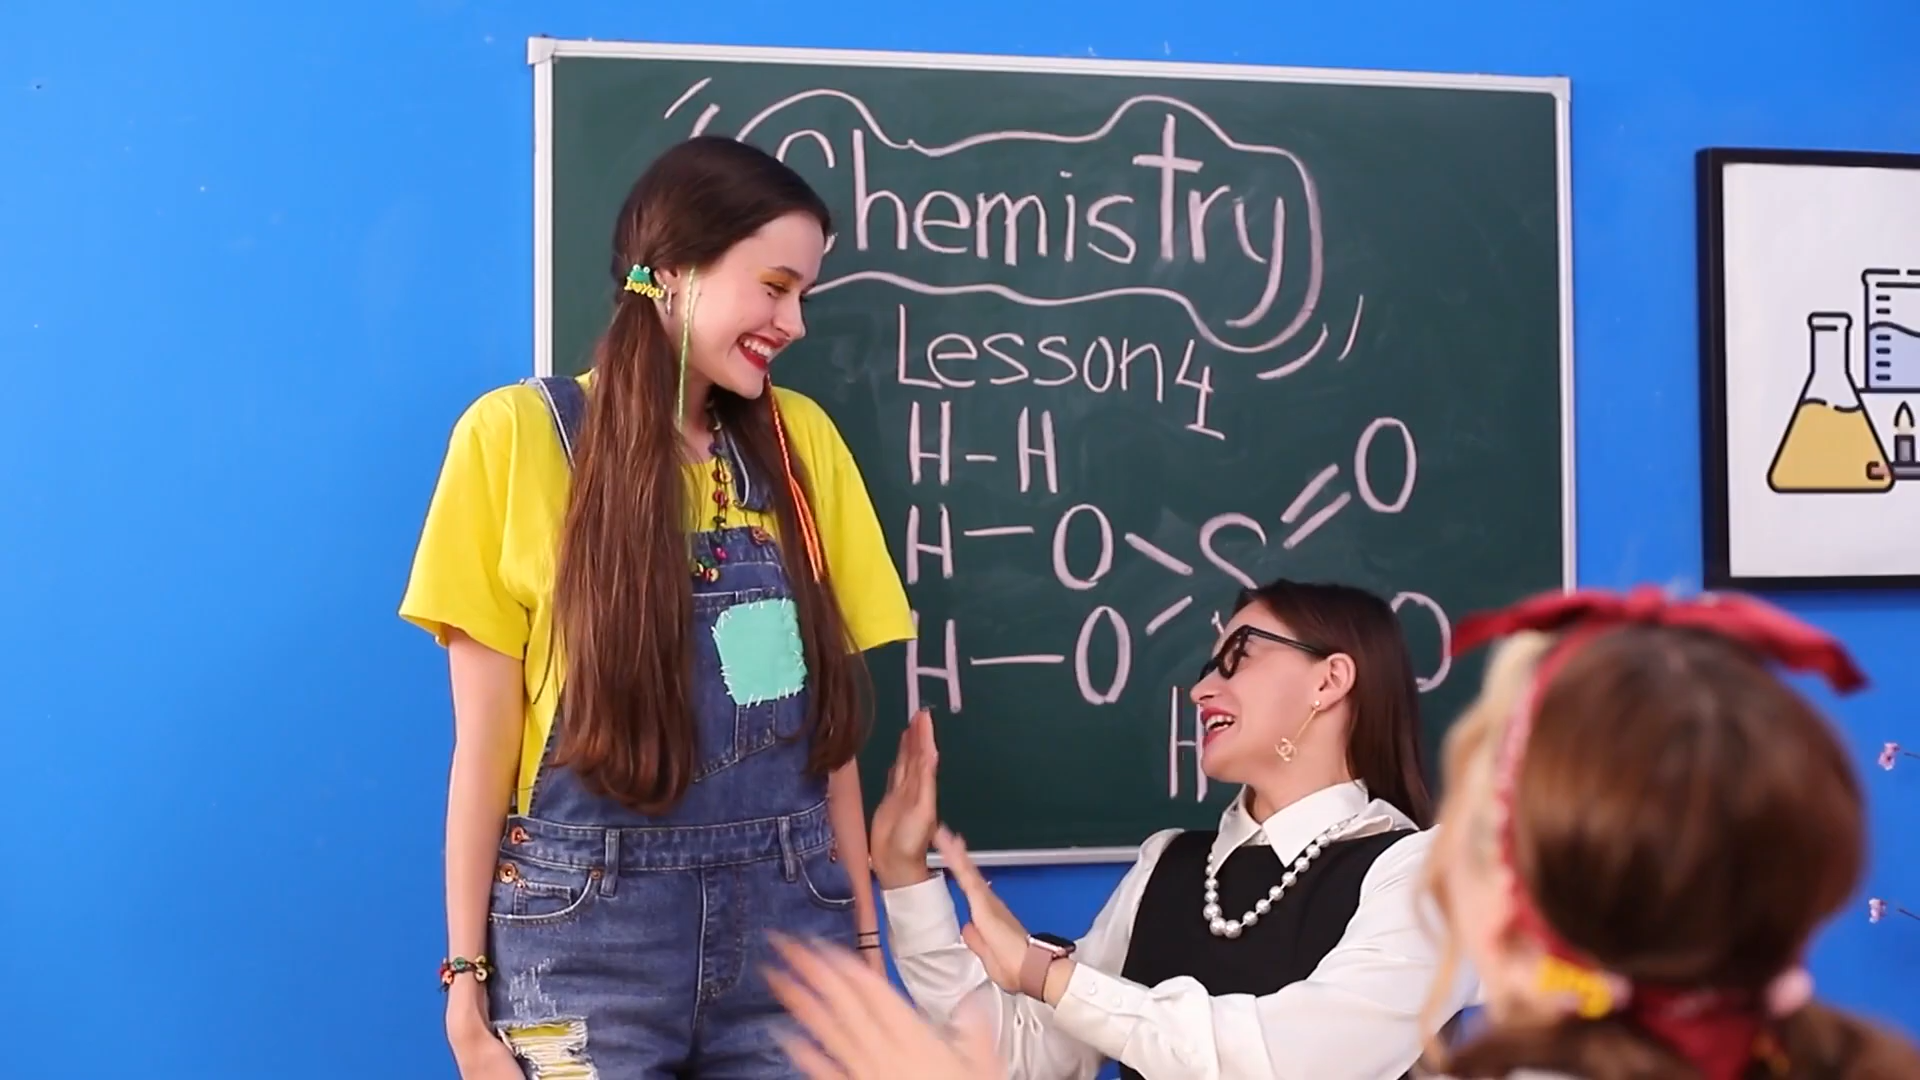 Chemistry
Lesson 4
H-H
O
H-O S
H-O O
H